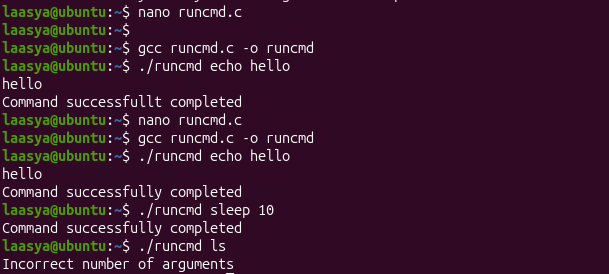 laasya@ubuntu:~$ nano runcmd.c
laasya@ubuntu:~$
laasya@ubuntu:~$ gcc runcmd.c -o runcmd
laasya@ubuntu:~$ ./runcmd echo hello
hello
Command successfullt completed
laasya@ubuntu:~$ nano runcmd.c
laasya@ubuntu:~$ gcc runcmd.c -o runcmd
laasya@ubuntu:~$ ./runcmd echo hello
hello
Command successfully completed
laasya@ubuntu:~$ ./runcmd sleep 10
Command successfully completed
laasya@ubuntu:~$ ./runcmd ls
Incorrect number of arguments